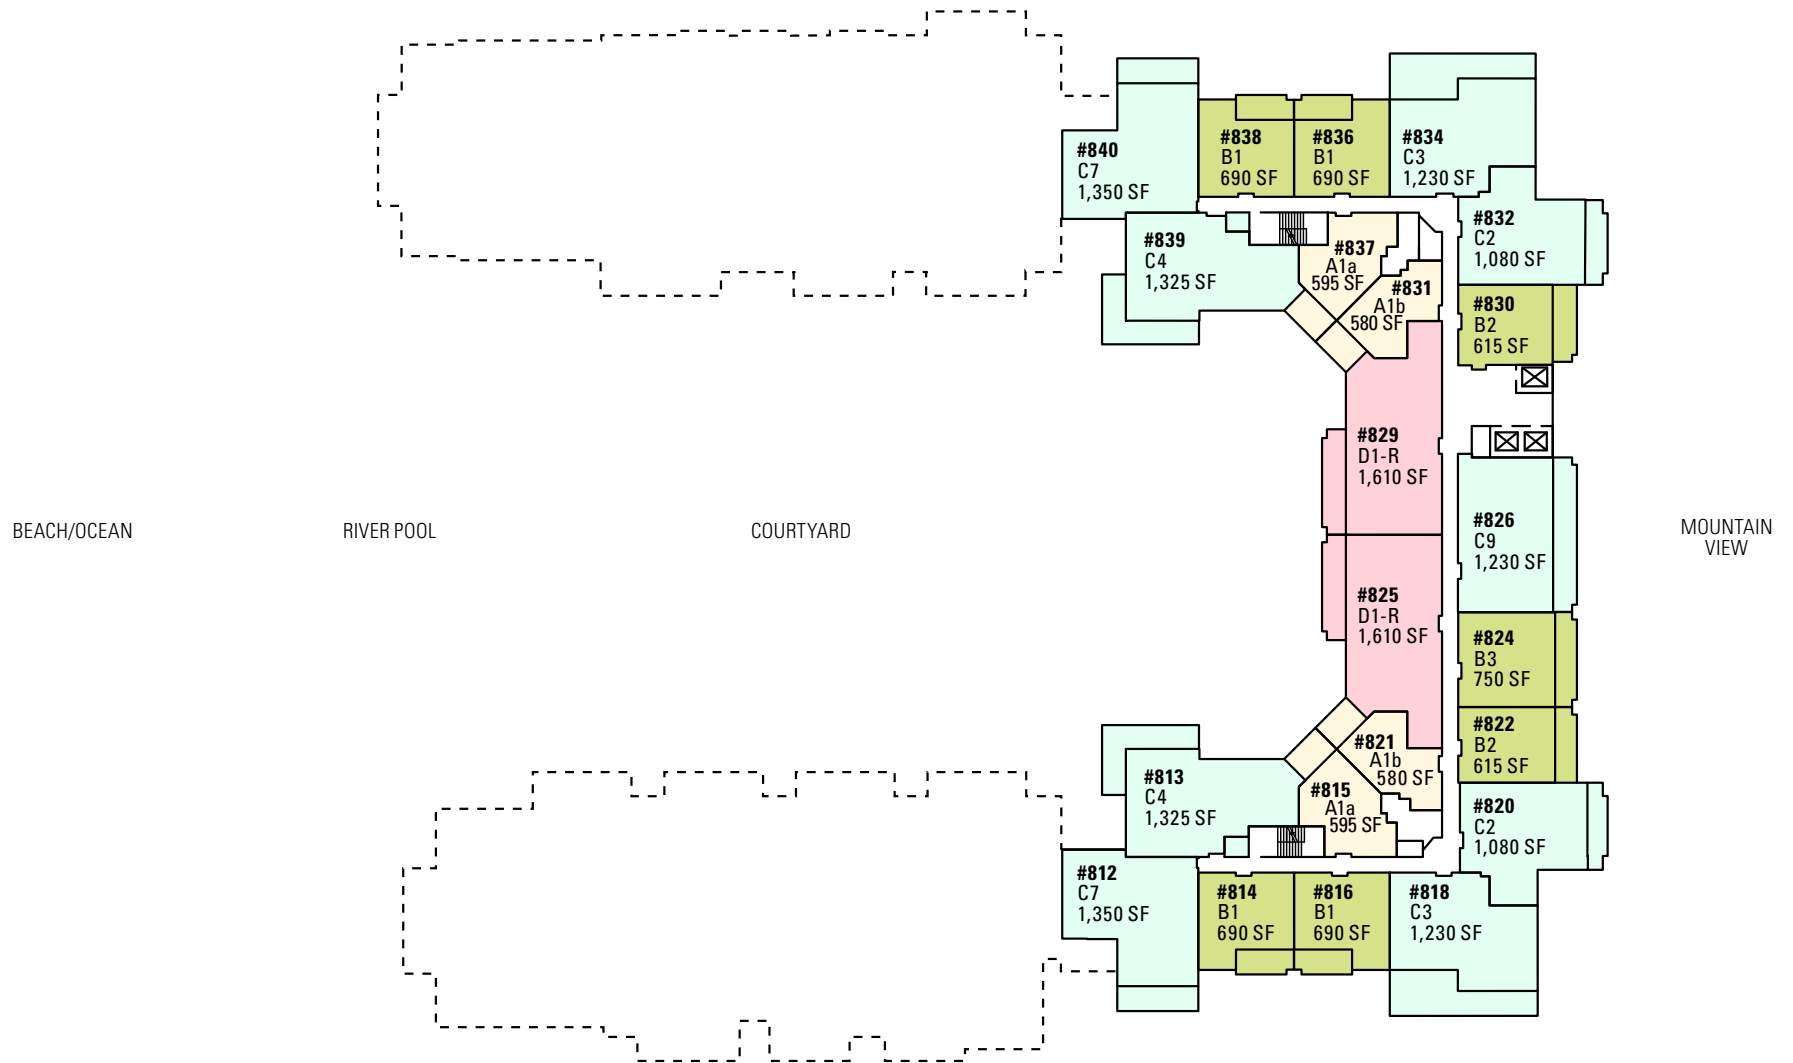 #840
C7
1,350 SF
#838
B1
690 SF
#836
B1
690 SF
#834
C3
1,230 SF
#839
C4
1,325 SF
#837
A1a
595 SF
#831
A1b
580 SF
#832
C2
1,080 SF
#830
B2
615 SF
#829
D1-R
1,610 SF
BEACH/OCEAN
RIVER POOL
COURTYARD
#826
C9
1,230 SF
MOUNTAIN
VIEW
#825
D1-R
1,610 SF
#824
B3
750 SF
#822
B2
615 SF
#821
A1b
580 SF
#813
C4
1,325 SF
#815
A1a
595 SF
#820
C2
1,080 SF
#812
C7
1,350 SF
#814
B1
690 SF
#816
B1
690 SF
#818
C3
1,230 SF